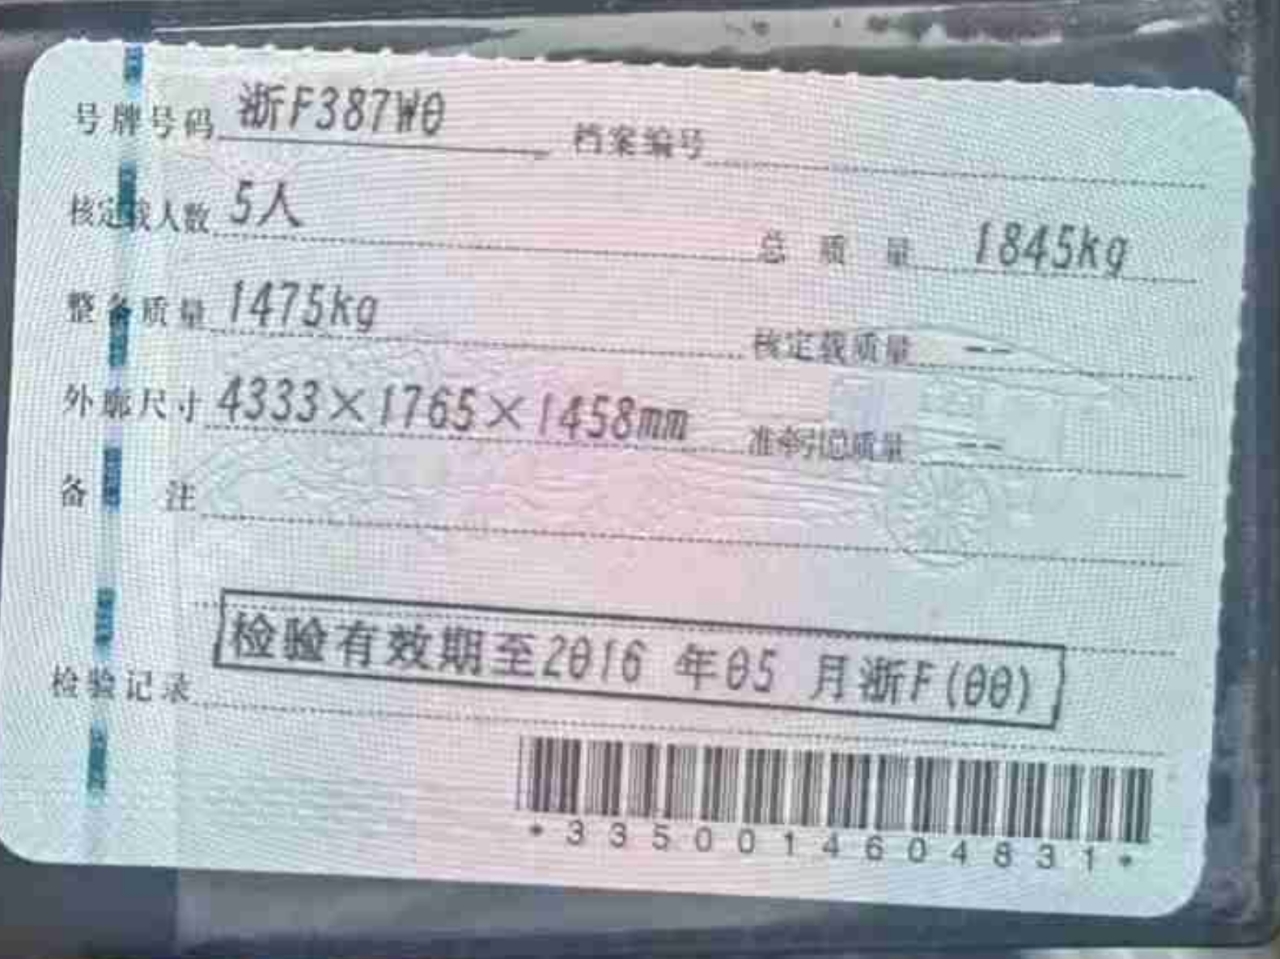 号牌号码 浙F387W0 档案编号
核定载人数 5人 总质量 1845kg
整备质量 1475kg 核定载质量 --
外廓尺寸 4333×1765×1458mm 准牵引总质量 --
备注
检验记录 检验有效期至2016年05月浙F(00)
*3350014604831*